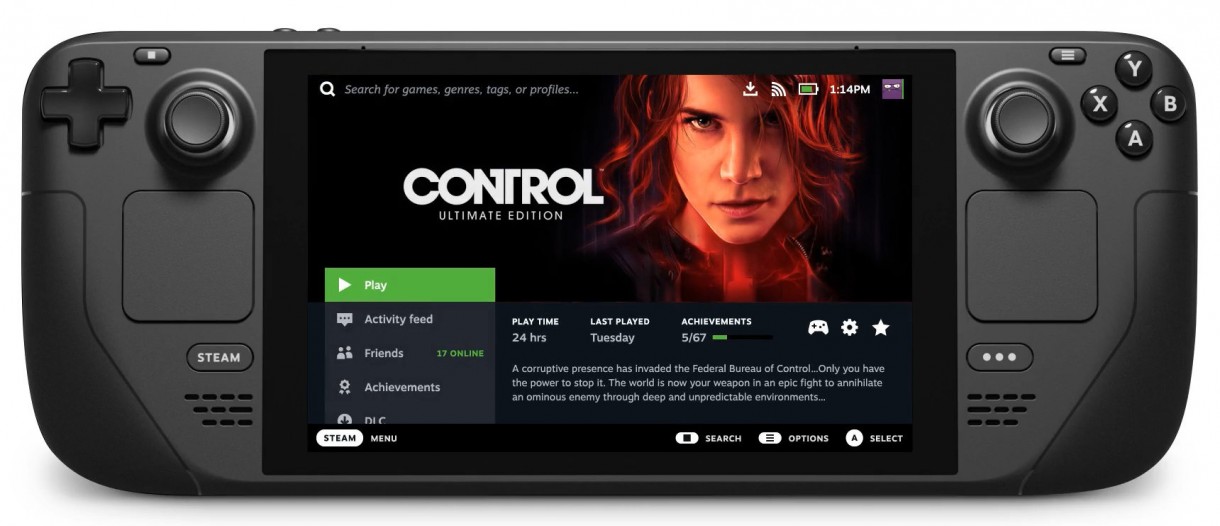 Search for games, genres, tags, or profiles...
1:14PM
Y
X
B
A
CONTROL
ULTIMATE EDITION
Play
Activity feed
Friends 17 ONLINE
Achievements
DLC
PLAY TIME
24 hrs
LAST PLAYED
Tuesday
ACHIEVEMENTS
5/67
A corruptive presence has invaded the Federal Bureau of Control...Only you have
the power to stop it. The world is now your weapon in an epic fight to annihilate
an ominous enemy through deep and unpredictable environments...
STEAM
STEAM MENU
SEARCH
OPTIONS
A SELECT